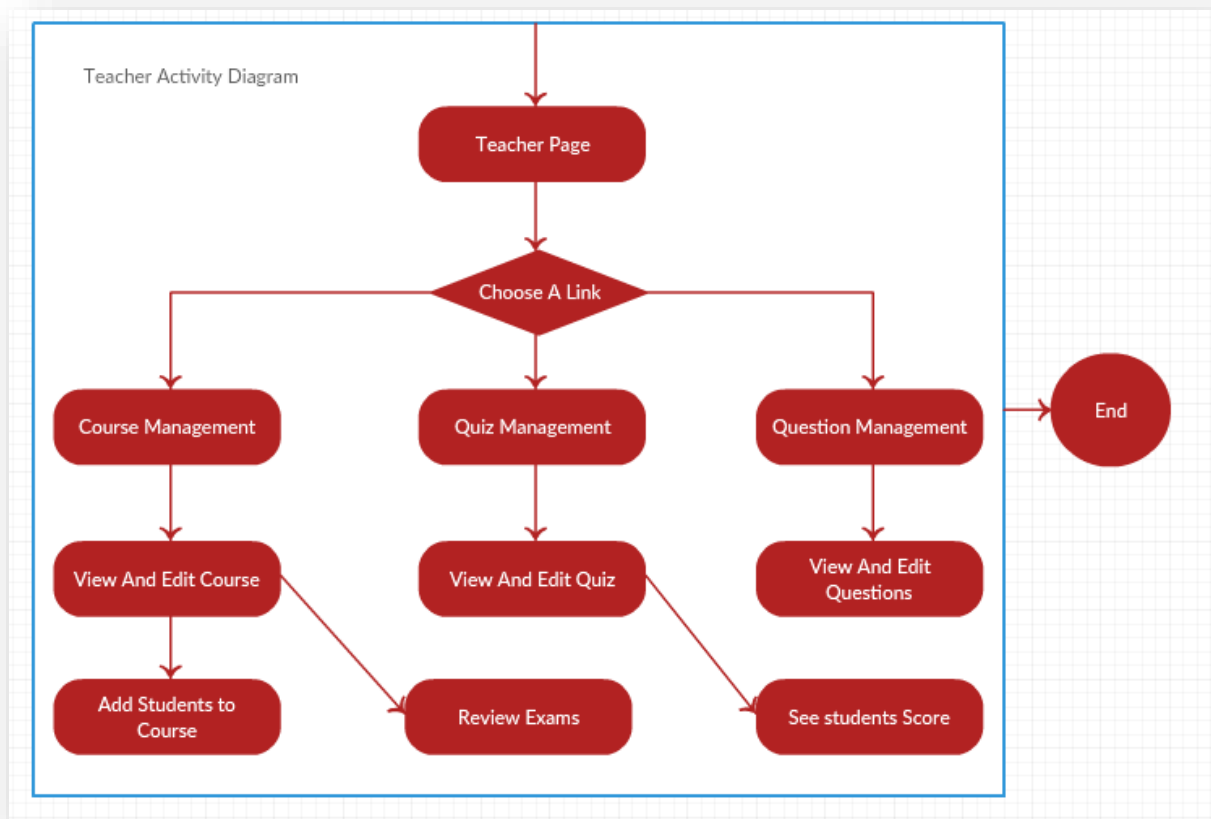 Teacher Activity Diagram
Teacher Page
Choose A Link
Course Management
Quiz Management
Question Management
End
View And Edit Course
View And Edit Quiz
View And Edit
Questions
Add Students to
Course
Review Exams
See students Score